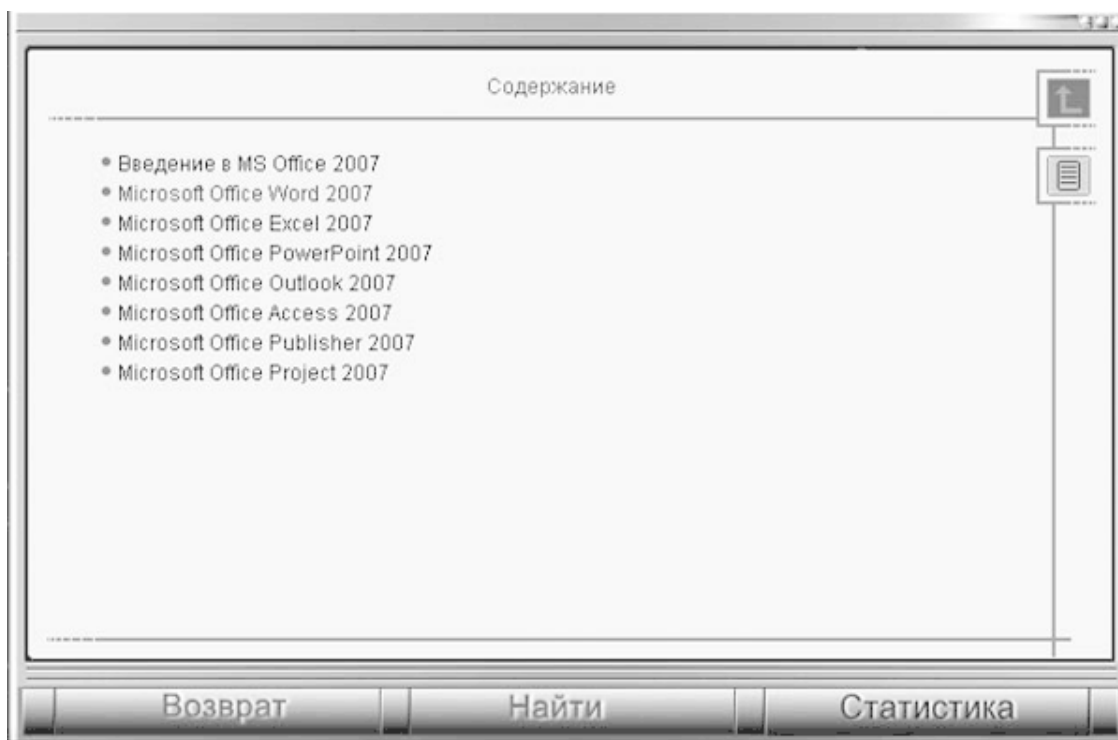 Содержание
Введение в MS Office 2007
Microsoft Office Word 2007
Microsoft Office Excel 2007
Microsoft Office PowerPoint 2007
Microsoft Office Outlook 2007
Microsoft Office Access 2007
Microsoft Office Publisher 2007
Microsoft Office Project 2007
Возврат Найти Статистика